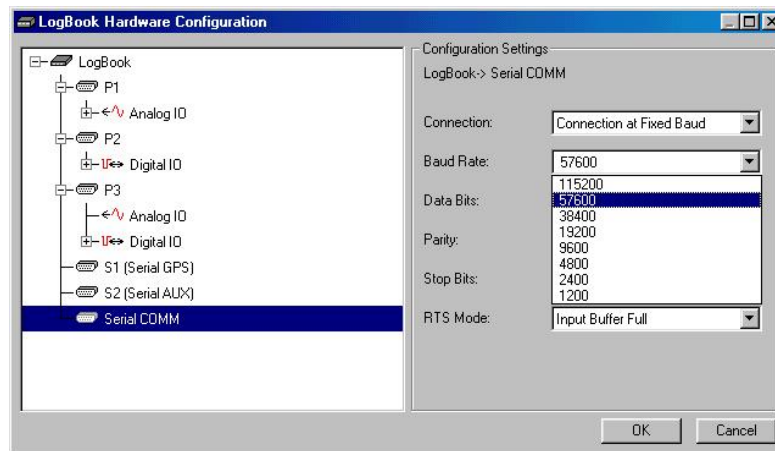 LogBook Hardware Configuration
LogBook
P1
Analog IO
P2
Digital IO
P3
Analog IO
Digital IO
S1 (Serial GPS)
S2 (Serial AUX)
Serial COMM
Configuration Settings
LogBook-> Serial COMM
Connection: Connection at Fixed Baud
Baud Rate: 57600
115200
57600
38400
19200
9600
4800
2400
1200
Data Bits:
Parity:
Stop Bits:
RTS Mode: Input Buffer Full
OK Cancel